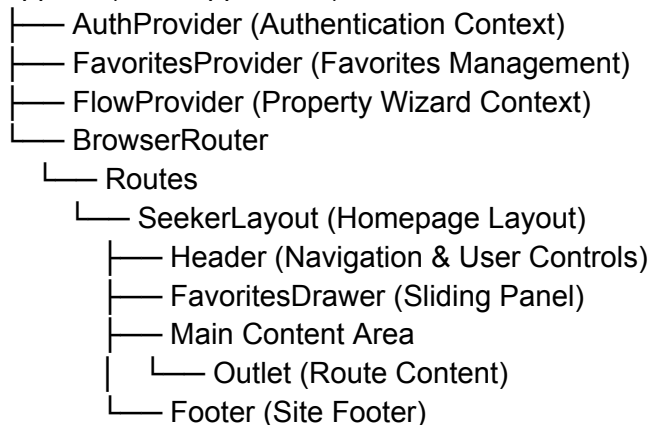 ├── AuthProvider (Authentication Context)
├── FavoritesProvider (Favorites Management)
├── FlowProvider (Property Wizard Context)
└── BrowserRouter
└── Routes
└── SeekerLayout (Homepage Layout)
├── Header (Navigation & User Controls)
├── FavoritesDrawer (Sliding Panel)
├── Main Content Area
│ └── Outlet (Route Content)
└── Footer (Site Footer)